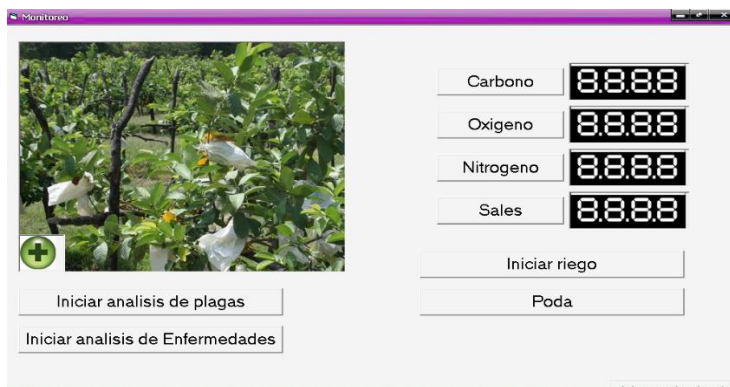 Monitoreo
Carbono 8.8.8.8
Oxigeno 8.8.8.8
Nitrogeno 8.8.8.8
Sales 8.8.8.8
Iniciar riego
Iniciar analisis de plagas
Poda
Iniciar analisis de Enfermedades